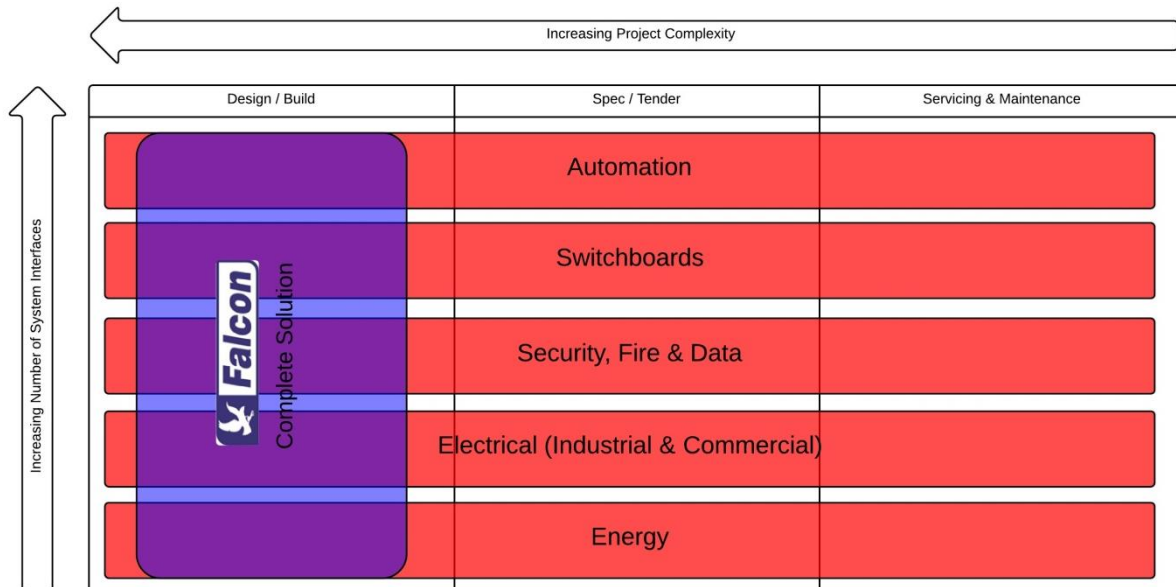 Increasing Project Complexity
Design / Build
Spec / Tender
Servicing & Maintenance
Increasing Number of System Interfaces
Automation
Switchboards
Falcon
Complete Solution
Security, Fire & Data
Electrical (Industrial & Commercial)
Energy